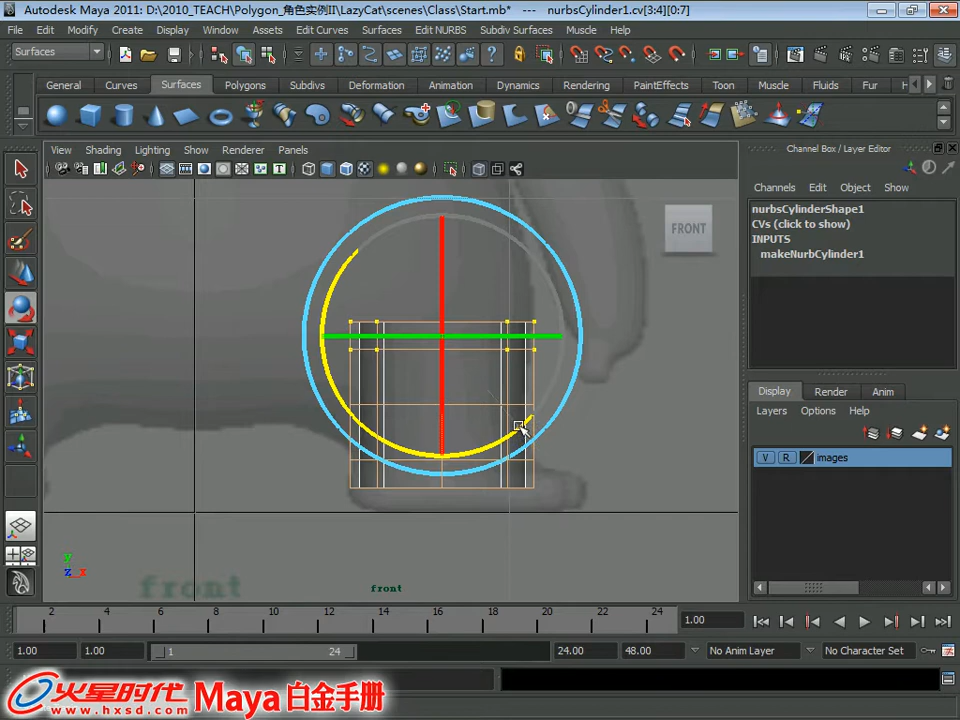 Autodesk Maya 2011: D:\2010_TEACH\Polygon_角色实例II\LazyCat\scenes\Class\Start.mb* --- nurbsCylinder1.cv[3:4][0:7]
File Edit Modify Create Display Window Assets Edit Curves Surfaces Edit NURBS Subdiv Surfaces Muscle Help
Surfaces
General Curves Surfaces Polygons Subdivs Deformation Animation Dynamics Rendering PaintEffects Toon Muscle Fluids Fur
View Shading Lighting Show Renderer Panels
Channel Box / Layer Editor
Channels Edit Object Show
nurbsCylinderShape1
CVs (click to show)
INPUTS
makeNurbCylinder1
FRONT
Display Render Anim
Layers Options Help
V R images
y
z x
front
front
2 4 6 8 10 12 14 16 18 20 22 24
1.00
1.00 1.00 1 24 24.00 48.00 No Anim Layer No Character Set
火星时代
www.hxsd.com
Maya 白金手册